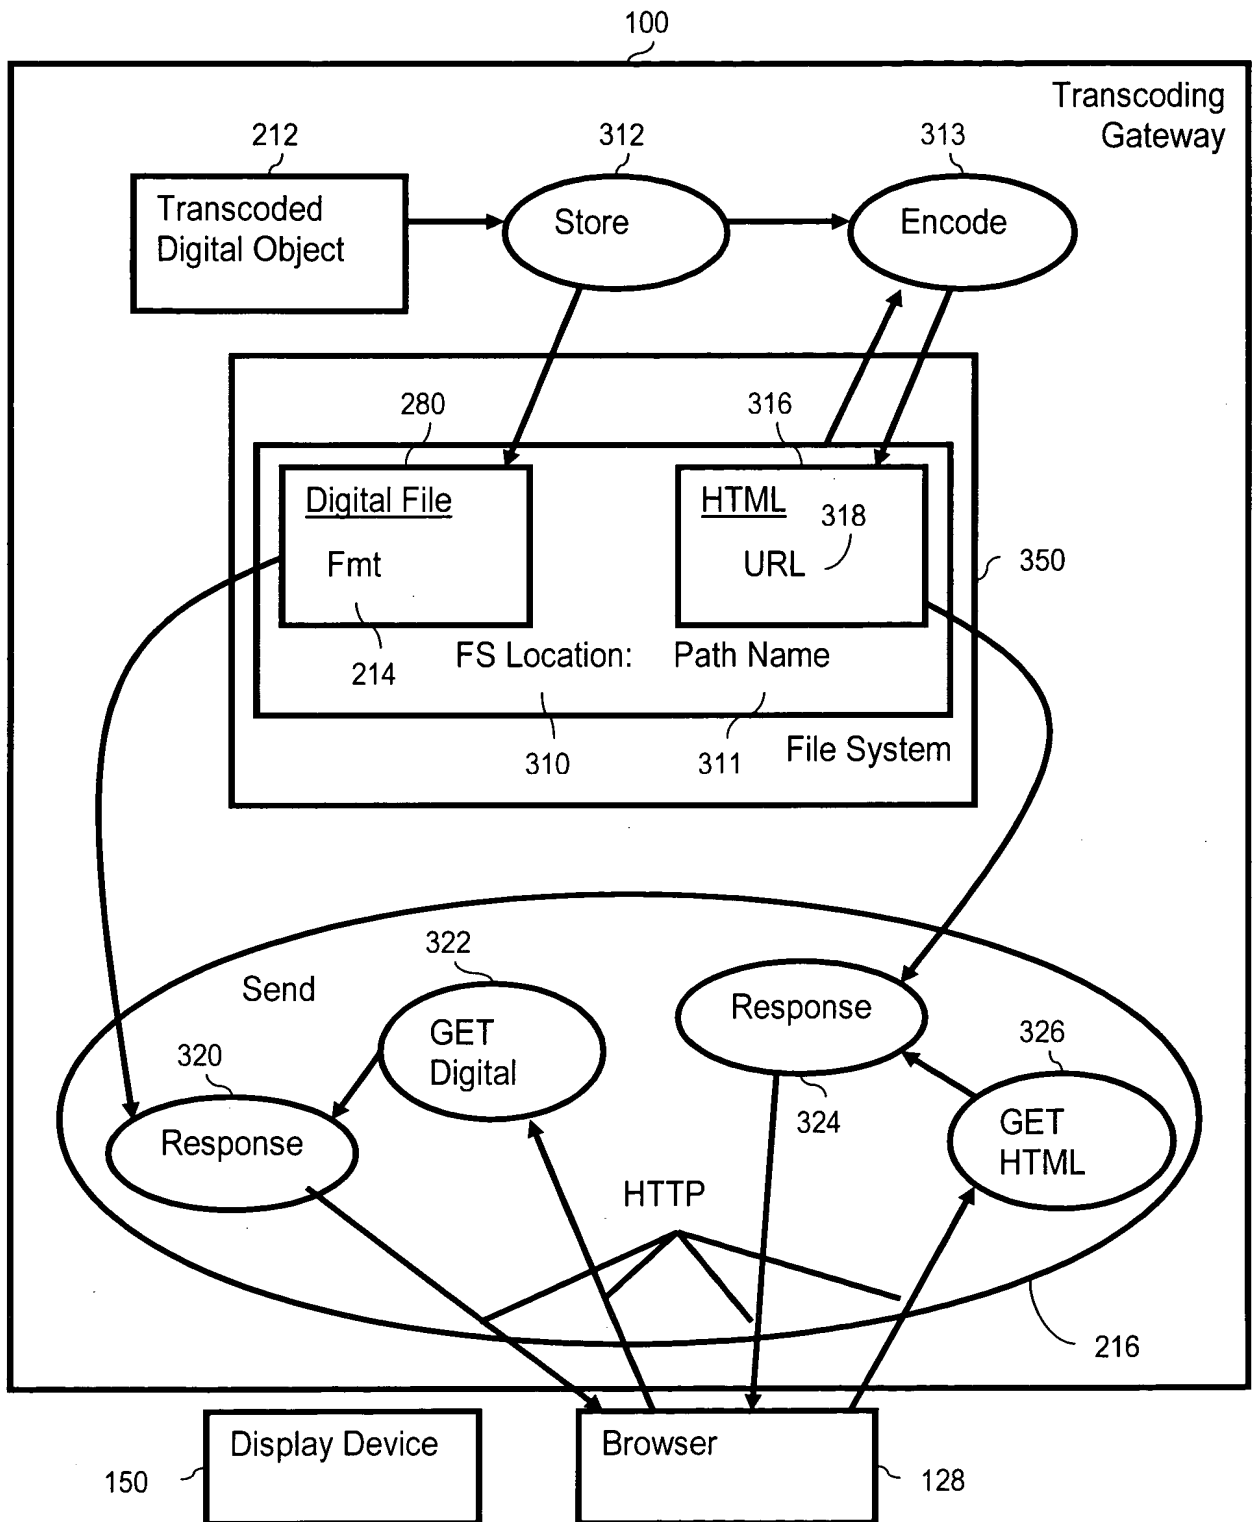 100
Transcoding
Gateway
212
312
313
Transcoded
Digital Object
Store
Encode
280
316
Digital File
HTML
318
Fmt
URL
350
214
FS Location:
Path Name
310
311
File System
322
Send
Response
GET
Digital
326
320
324
Response
GET
HTML
HTTP
216
Display Device
Browser
150
128